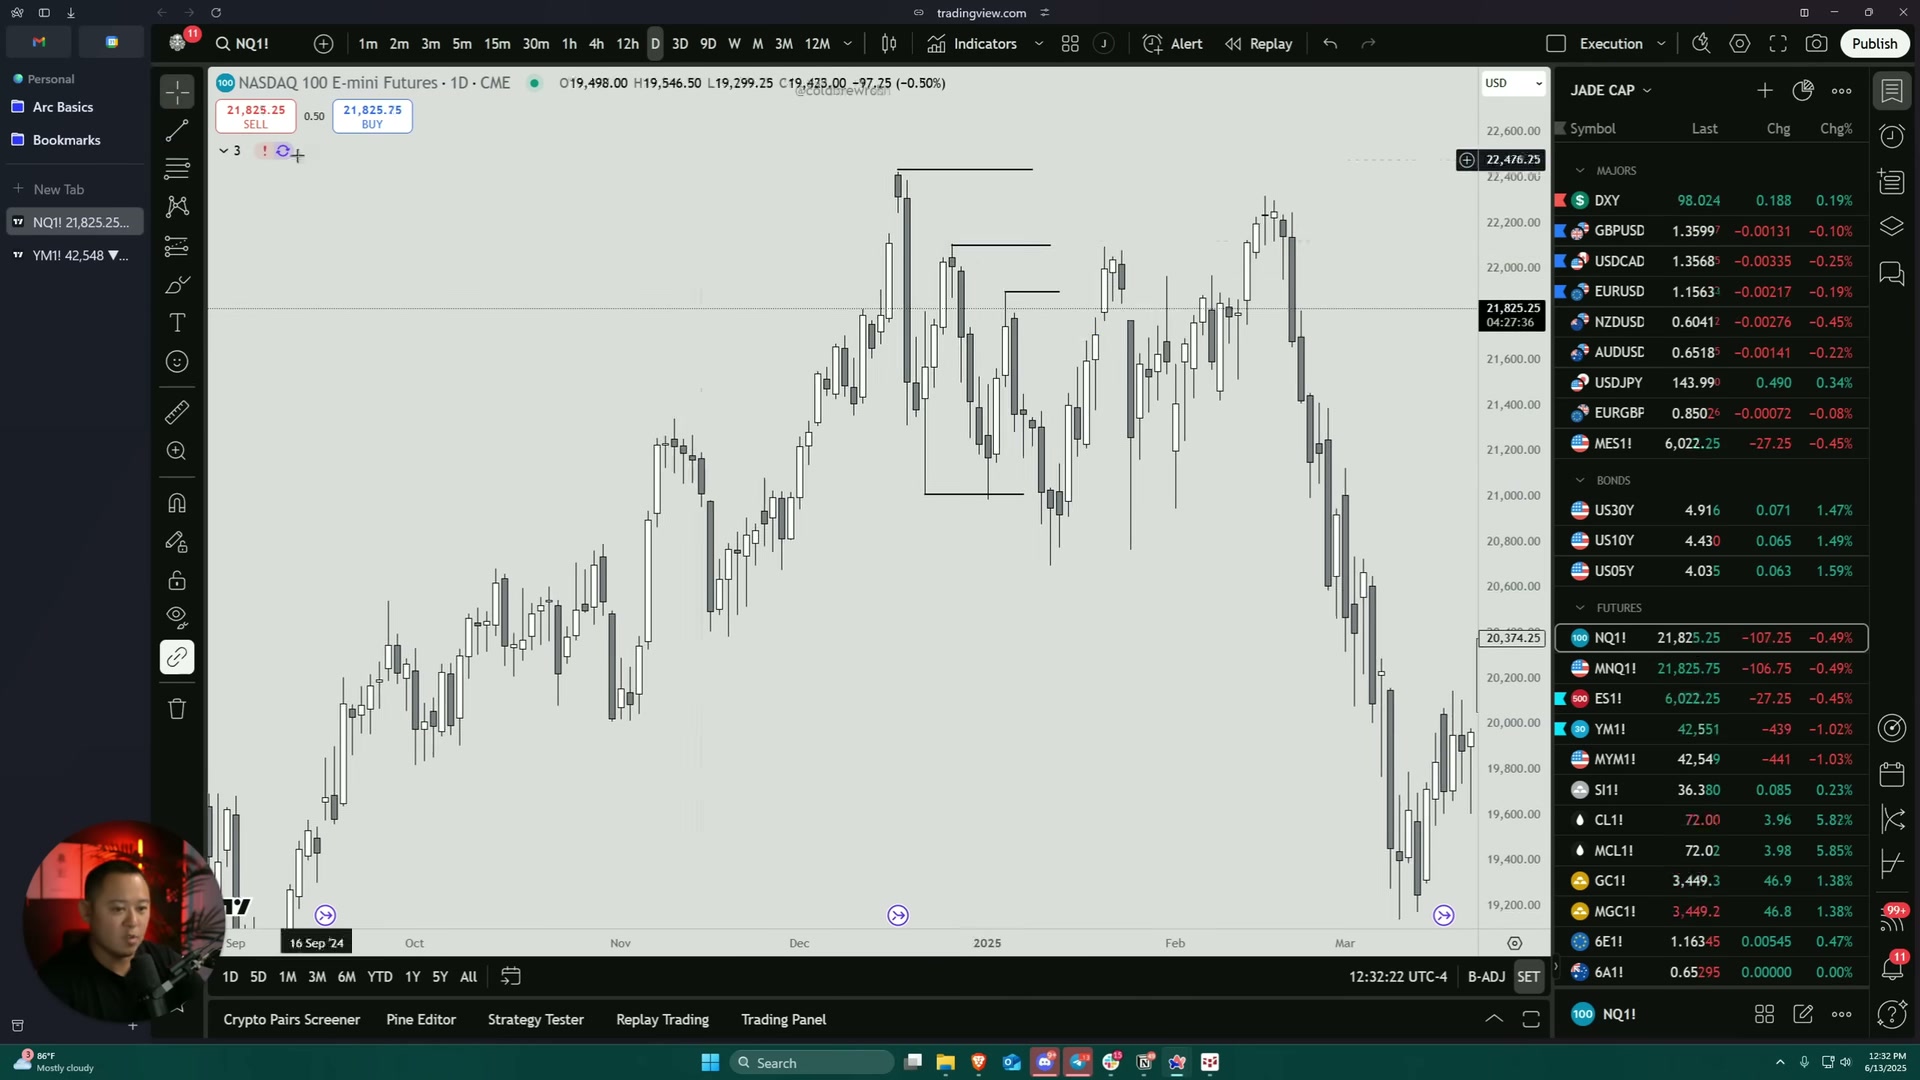 tradingview.com
Personal
Arc Basics
Bookmarks
New Tab
NQ1! 21,825.25...
YM1! 42,548 ▼...
11
NQ1!
1m 2m 3m 5m 15m 30m 1h 4h 12h D 3D 9D W M 3M 12M
Indicators
J
Alert
Replay
Execution
Publish
NASDAQ 100 E-mini Futures · 1D · CME
O19,498.00 H19,546.50 L19,299.25 C19,423.00 −97.25 (−0.50%)
USD
21,825.25
SELL
0.50
21,825.75
BUY
3
!
22,600.00
22,476.25
22,400.00
22,200.00
22,000.00
21,825.25
04:27:36
21,600.00
21,400.00
21,200.00
21,000.00
20,800.00
20,600.00
20,374.25
20,200.00
20,000.00
19,800.00
19,600.00
19,400.00
19,200.00
Sep
16 Sep '24
Oct
Nov
Dec
2025
Feb
Mar
1D 5D 1M 3M 6M YTD 1Y 5Y All
12:32:22 UTC-4
B-ADJ
SET
Crypto Pairs Screener
Pine Editor
Strategy Tester
Replay Trading
Trading Panel
JADE CAP
Symbol Last Chg Chg%
MAJORS
DXY 98.024 0.188 0.19%
GBPUSD 1.35997 −0.00131 −0.10%
USDCAD 1.35685 −0.00335 −0.25%
EURUSD 1.1563 −0.00217 −0.19%
NZDUSD 0.60412 −0.00276 −0.45%
AUDUSD 0.65185 −0.00141 −0.22%
USDJPY 143.990 0.490 0.34%
EURGBP 0.85026 −0.00072 −0.08%
MES1! 6,022.25 −27.25 −0.45%
BONDS
US30Y 4.916 0.071 1.47%
US10Y 4.430 0.065 1.49%
US05Y 4.035 0.063 1.59%
FUTURES
100 NQ1! 21,825.25 −107.25 −0.49%
MNQ1! 21,825.75 −106.75 −0.49%
500 ES1! 6,022.25 −27.25 −0.45%
30 YM1! 42,551 −439 −1.02%
MYM1! 42,549 −441 −1.03%
SI1! 36.380 0.085 0.23%
CL1! 72.00 3.96 5.82%
MCL1! 72.02 3.98 5.85%
GC1! 3,449.3 46.9 1.38%
MGC1! 3,449.2 46.8 1.38%
6E1! 1.16345 0.00545 0.47%
6A1! 0.65295 0.00000 0.00%
100 NQ1!
99+
11
86°F
Mostly cloudy
Search
12:32 PM
6/13/2025